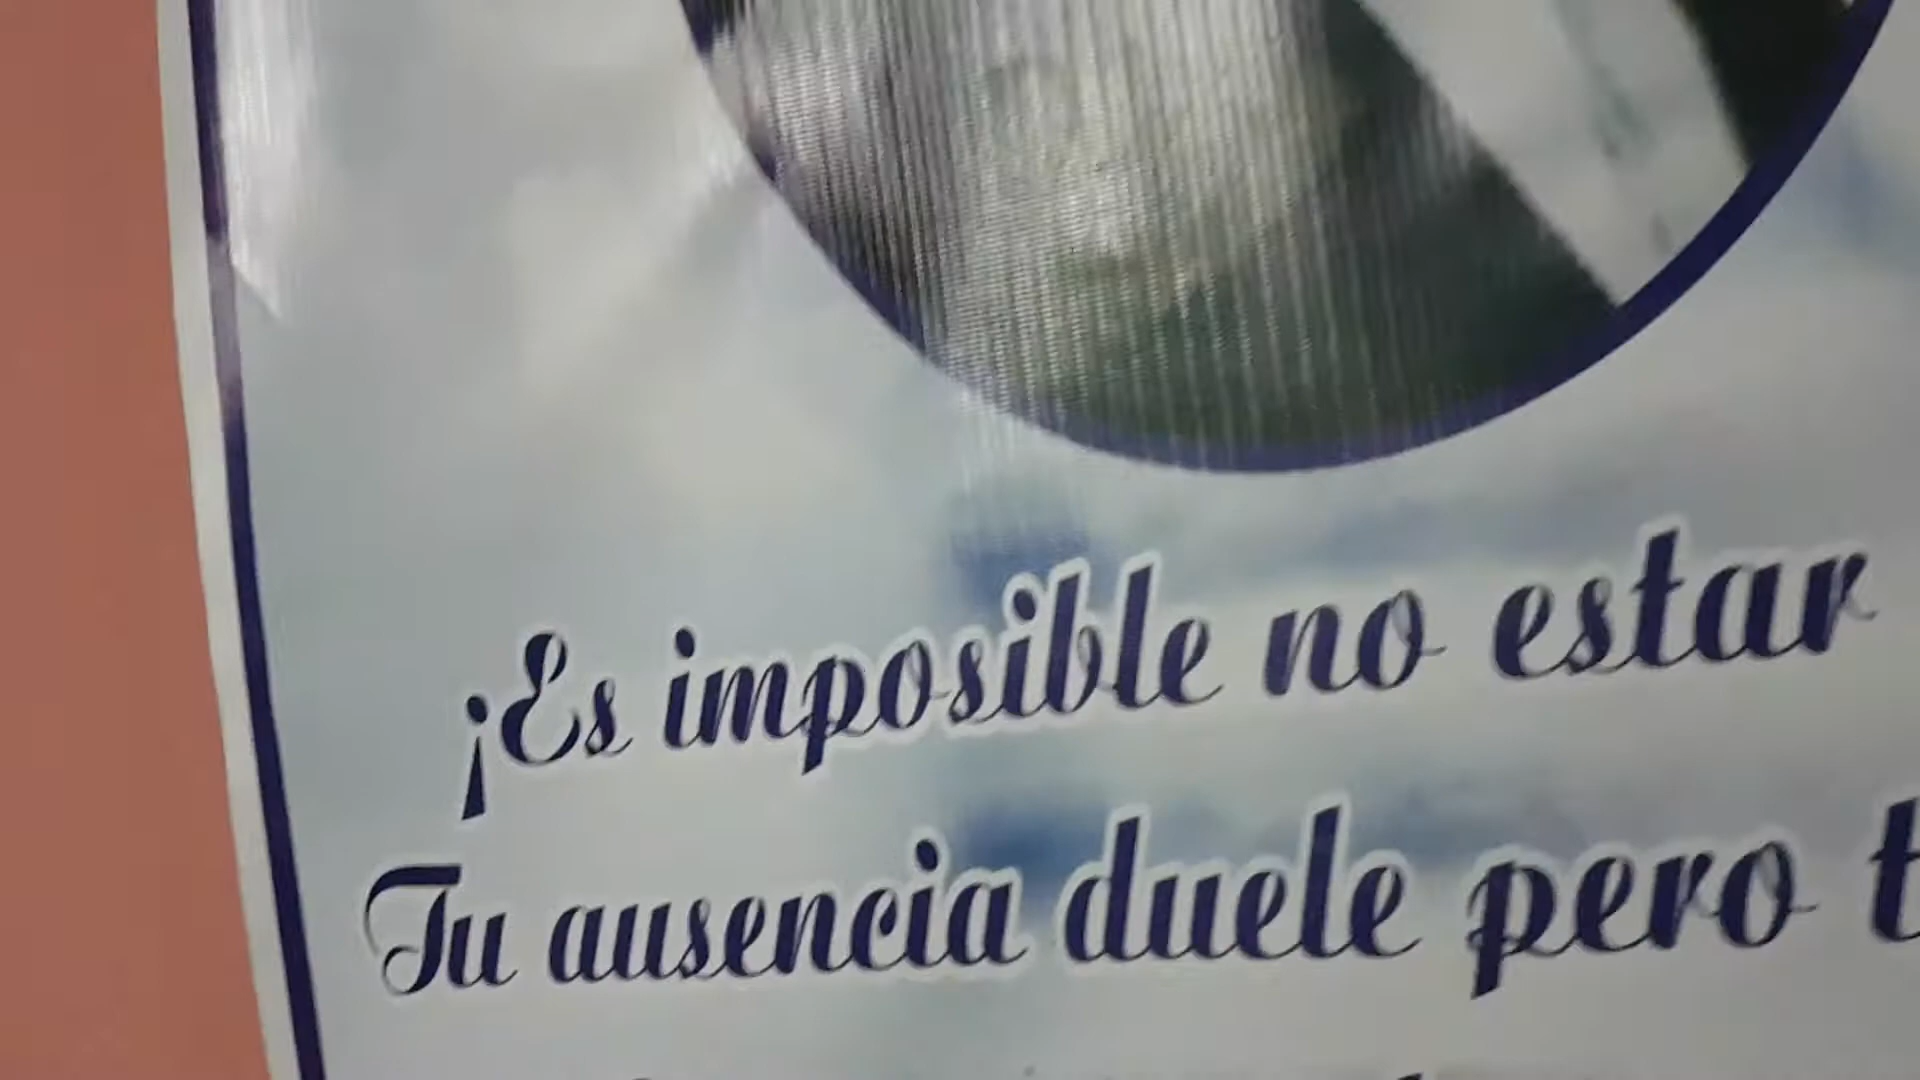 ¡Es imposible no estar
Tu ausencia duele pero